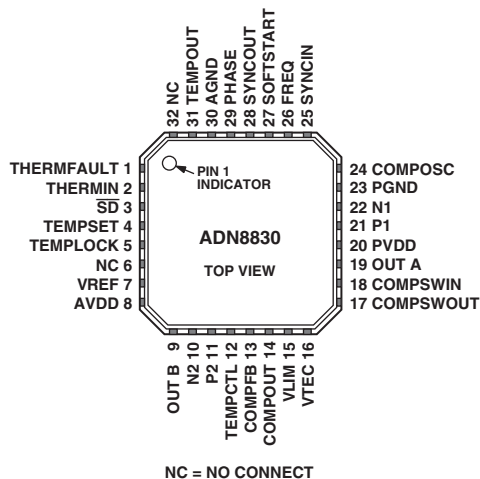 32 NC
31 TEMPOUT
30 AGND
29 PHASE
28 SYNCOUT
27 SOFTSTART
26 FREQ
25 SYNCIN
THERMFAULT 1
THERMIN 2
S̅D̅ 3
TEMPSET 4
TEMPLOCK 5
NC 6
VREF 7
AVDD 8
PIN 1
INDICATOR
ADN8830
TOP VIEW
24 COMPOSC
23 PGND
22 N1
21 P1
20 PVDD
19 OUT A
18 COMPSWIN
17 COMPSWOUT
OUT B 9
N2 10
P2 11
TEMPCTL 12
COMPFB 13
COMPOUT 14
VLIM 15
VTEC 16
NC = NO CONNECT